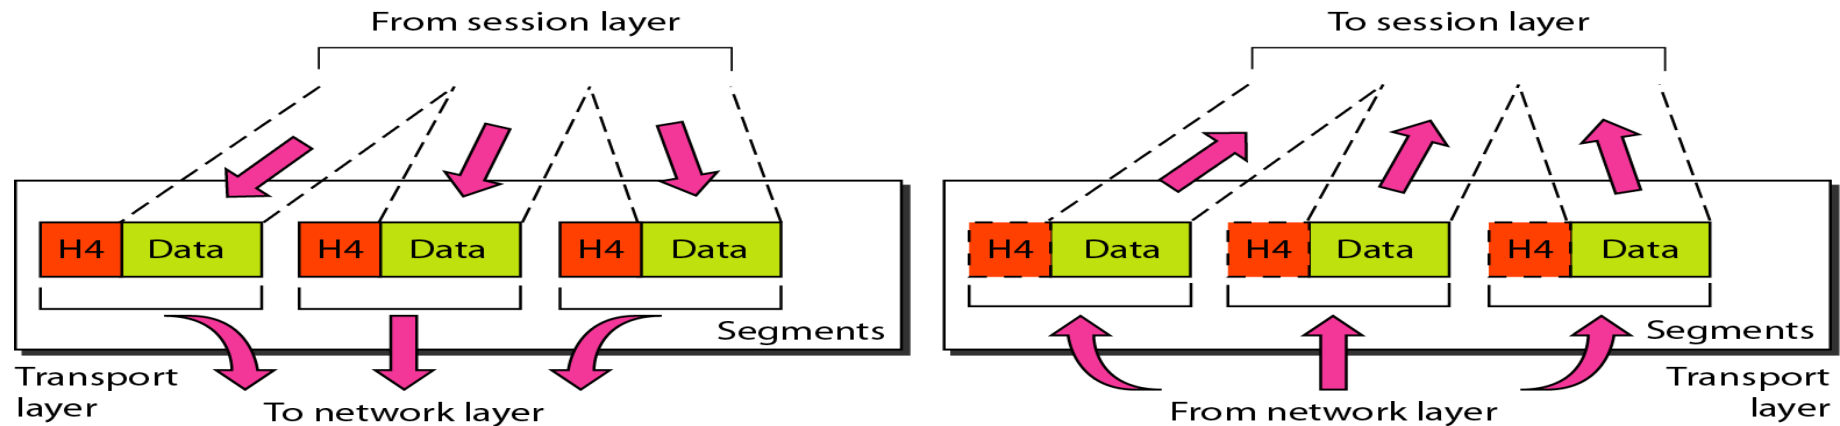 From session layer
H4 Data H4 Data H4 Data
Segments
Transport
layer
To network layer
To session layer
H4 Data H4 Data H4 Data
Segments
From network layer
Transport
layer